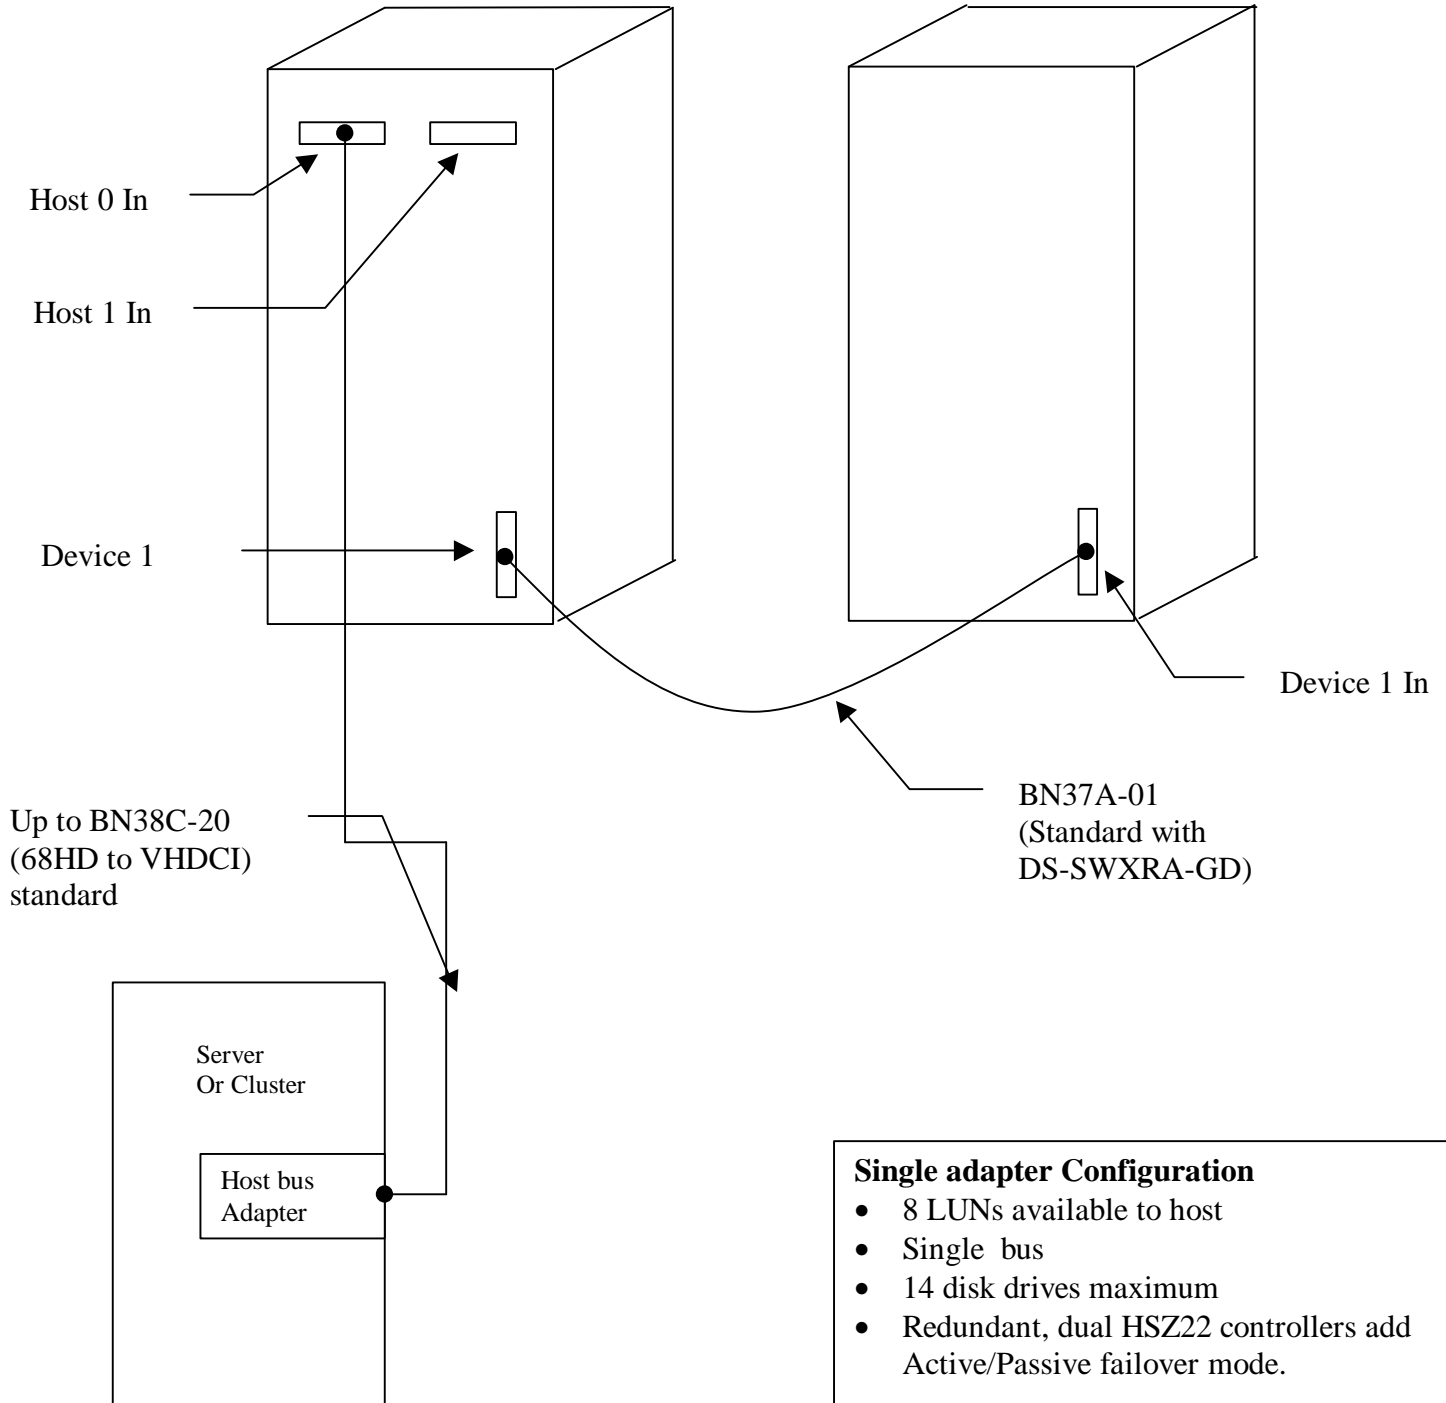 Host 0 In
Host 1 In
Device 1
Device 1 In
BN37A-01
(Standard with
DS-SWXRA-GD)
Up to BN38C-20
(68HD to VHDCI)
standard
Server
Or Cluster
Host bus
Adapter
Single adapter Configuration
• 8 LUNs available to host
• Single bus
• 14 disk drives maximum
• Redundant, dual HSZ22 controllers add
Active/Passive failover mode.